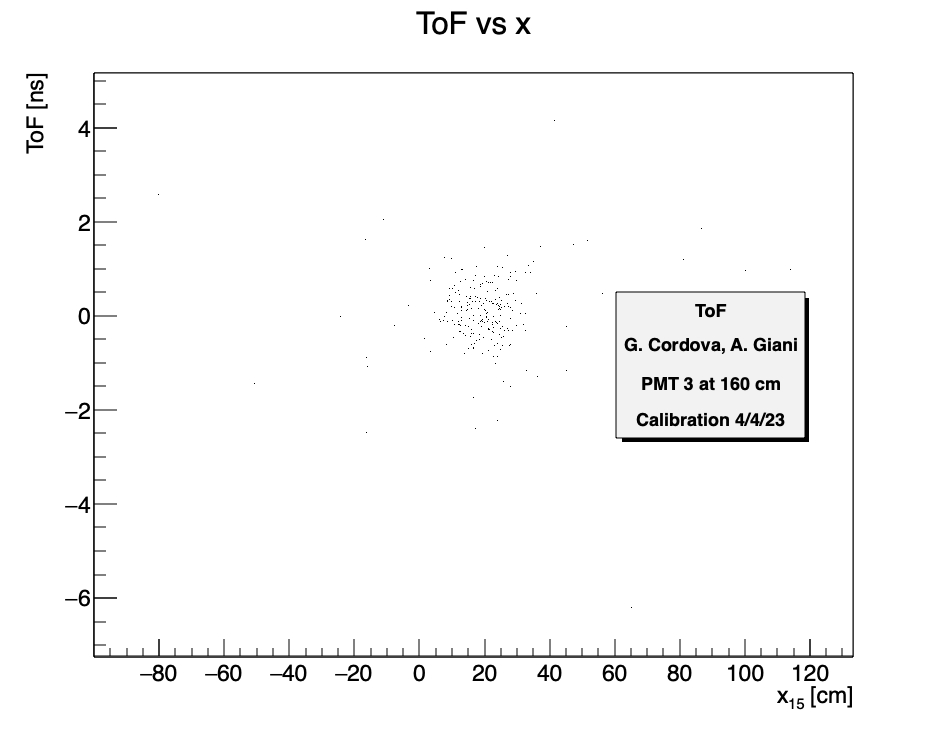 ToF vs x
ToF [ns]
4
2
0
−2
−4
−6
ToF
G. Cordova, A. Giani
PMT 3 at 160 cm
Calibration 4/4/23
−80 −60 −40 −20 0 20 40 60 80 100 120
x₁₅ [cm]